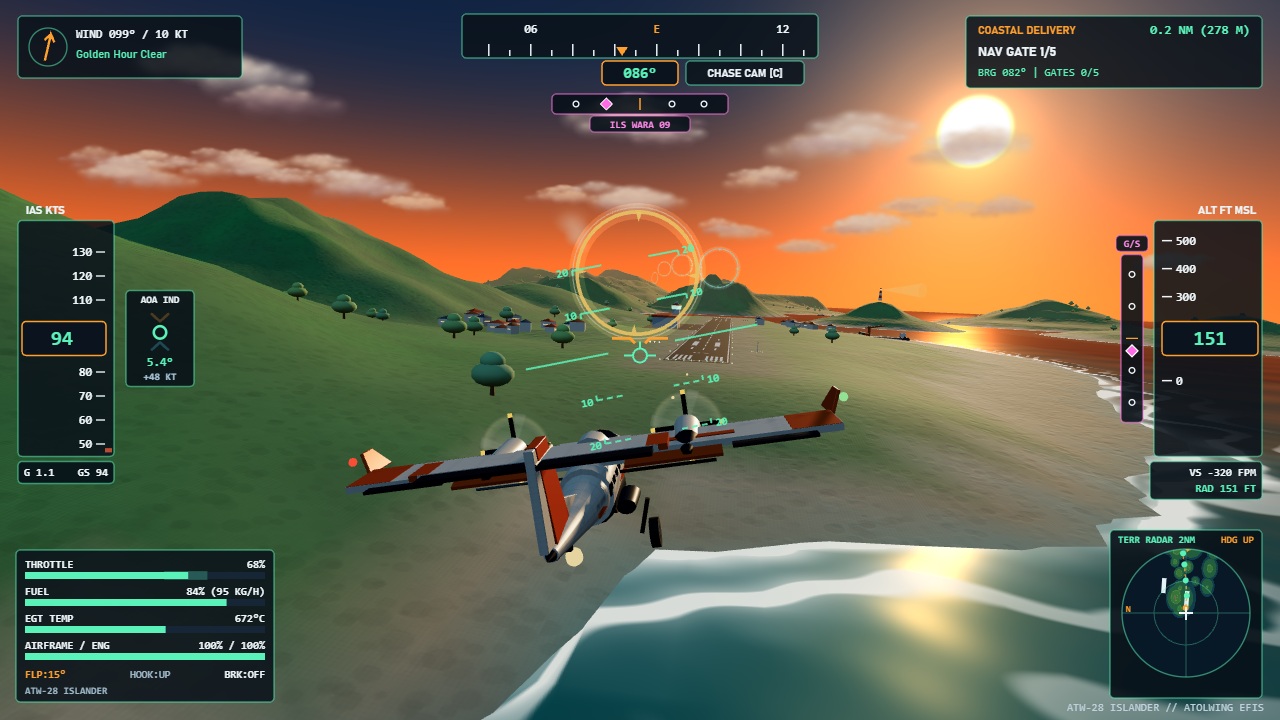 WIND 099° / 10 KT
Golden Hour Clear
06 E 12
086°
CHASE CAM [C]
ILS WARA 09
COASTAL DELIVERY 0.2 NM (278 M)
NAV GATE 1/5
BRG 082° | GATES 0/5
IAS KTS
130
120
110
94
80
70
60
50
G 1.1 GS 94
AOA IND
5.4°
+48 KT
20
20
10
10
10
20
20
ALT FT MSL
G/S
500
400
300
151
0
VS -320 FPM
RAD 151 FT
THROTTLE 68%
FUEL 84% (95 KG/H)
EGT TEMP 672°C
AIRFRAME / ENG 100% / 100%
FLP:15° HOOK:UP BRK:OFF
ATW-28 ISLANDER
TERR RADAR 2NM HDG UP
N
ATW-28 ISLANDER // ATOLWING EFIS